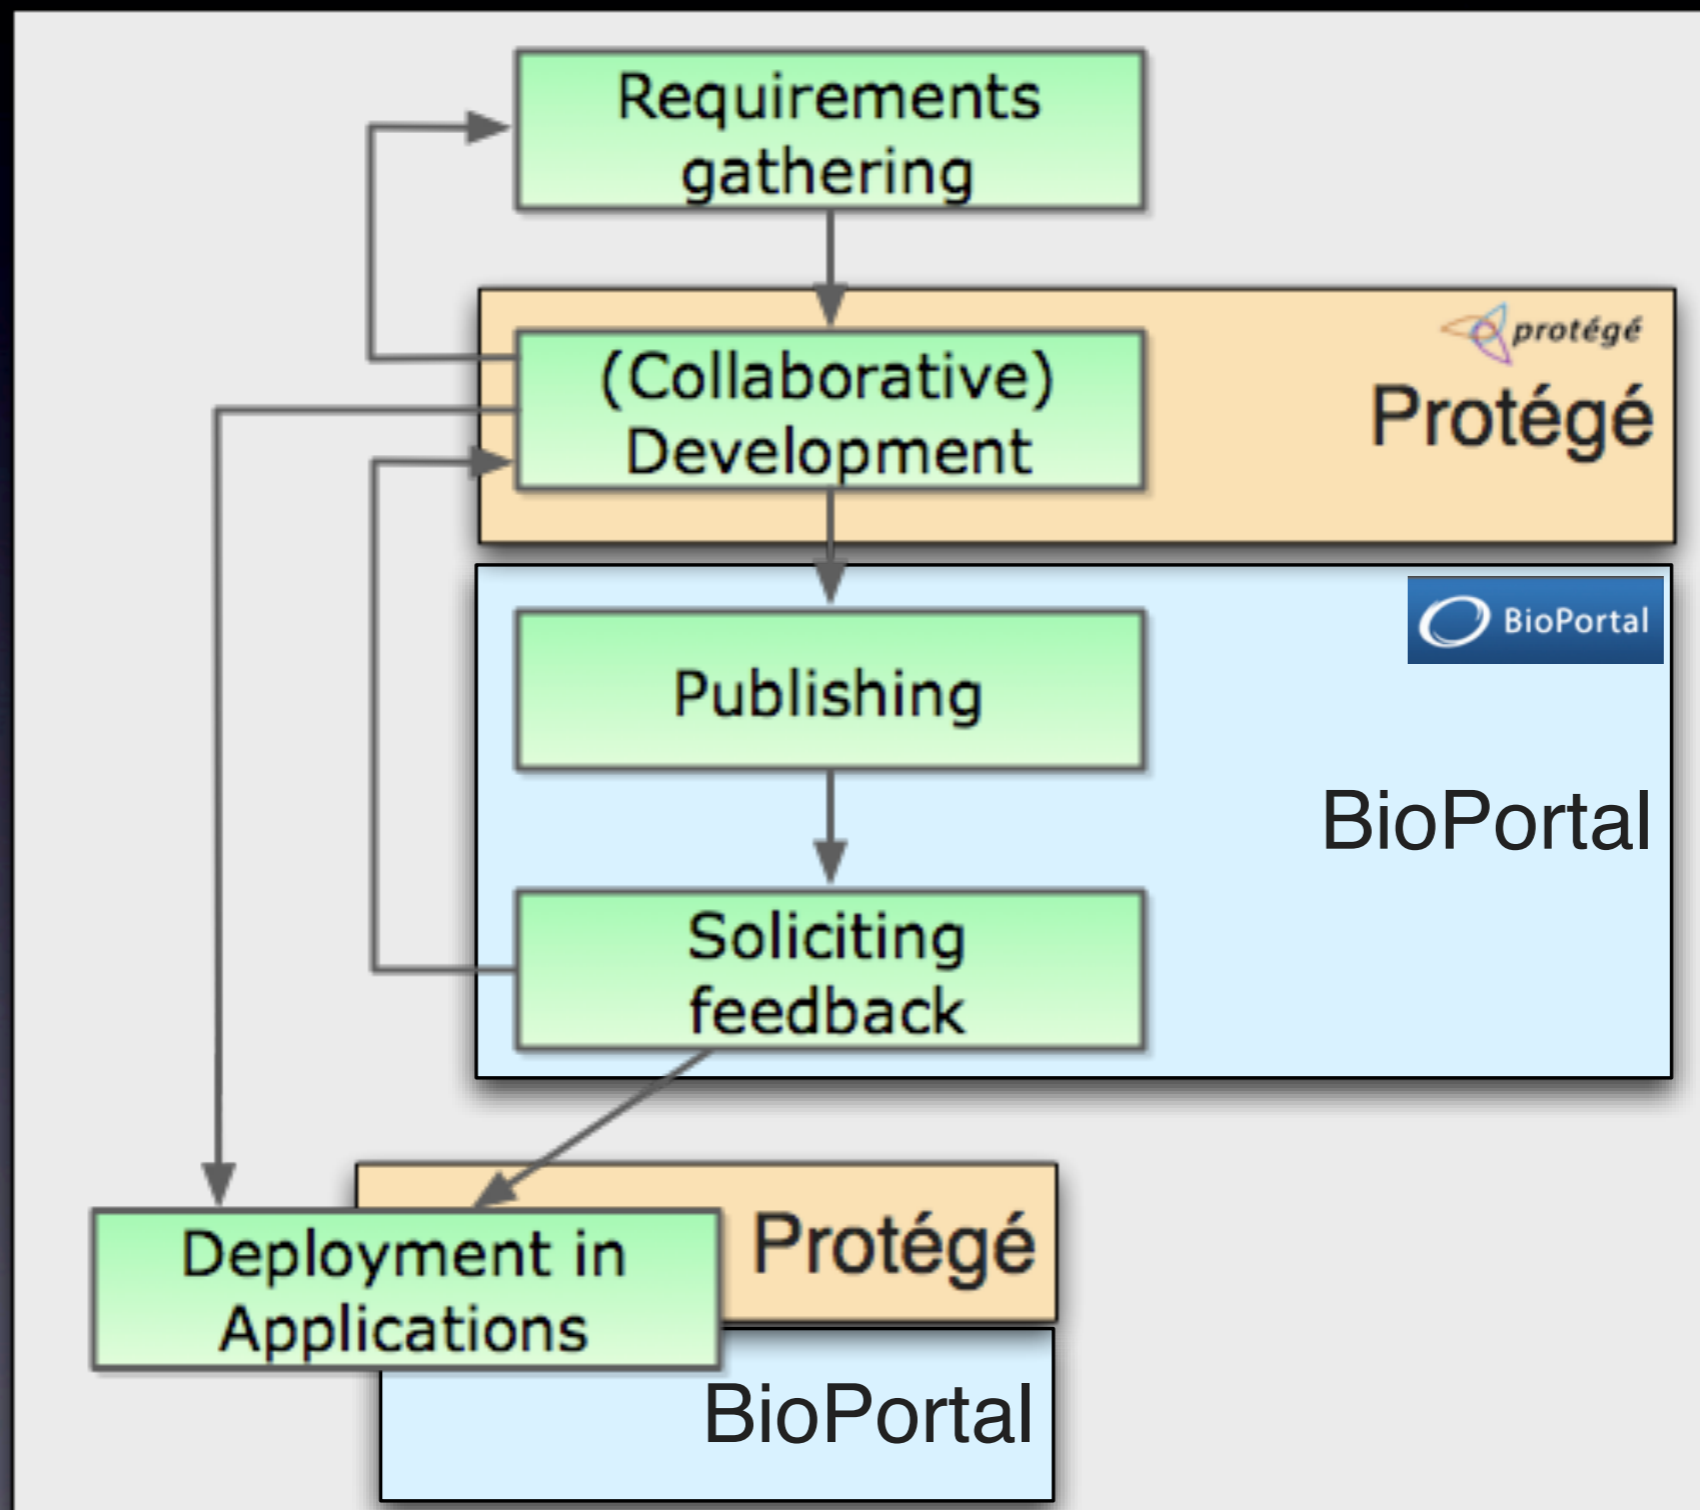 Requirements
gathering
protégé
Protégé
(Collaborative)
Development
BioPortal
Publishing
BioPortal
Soliciting
feedback
Protégé
Deployment in
Applications
BioPortal